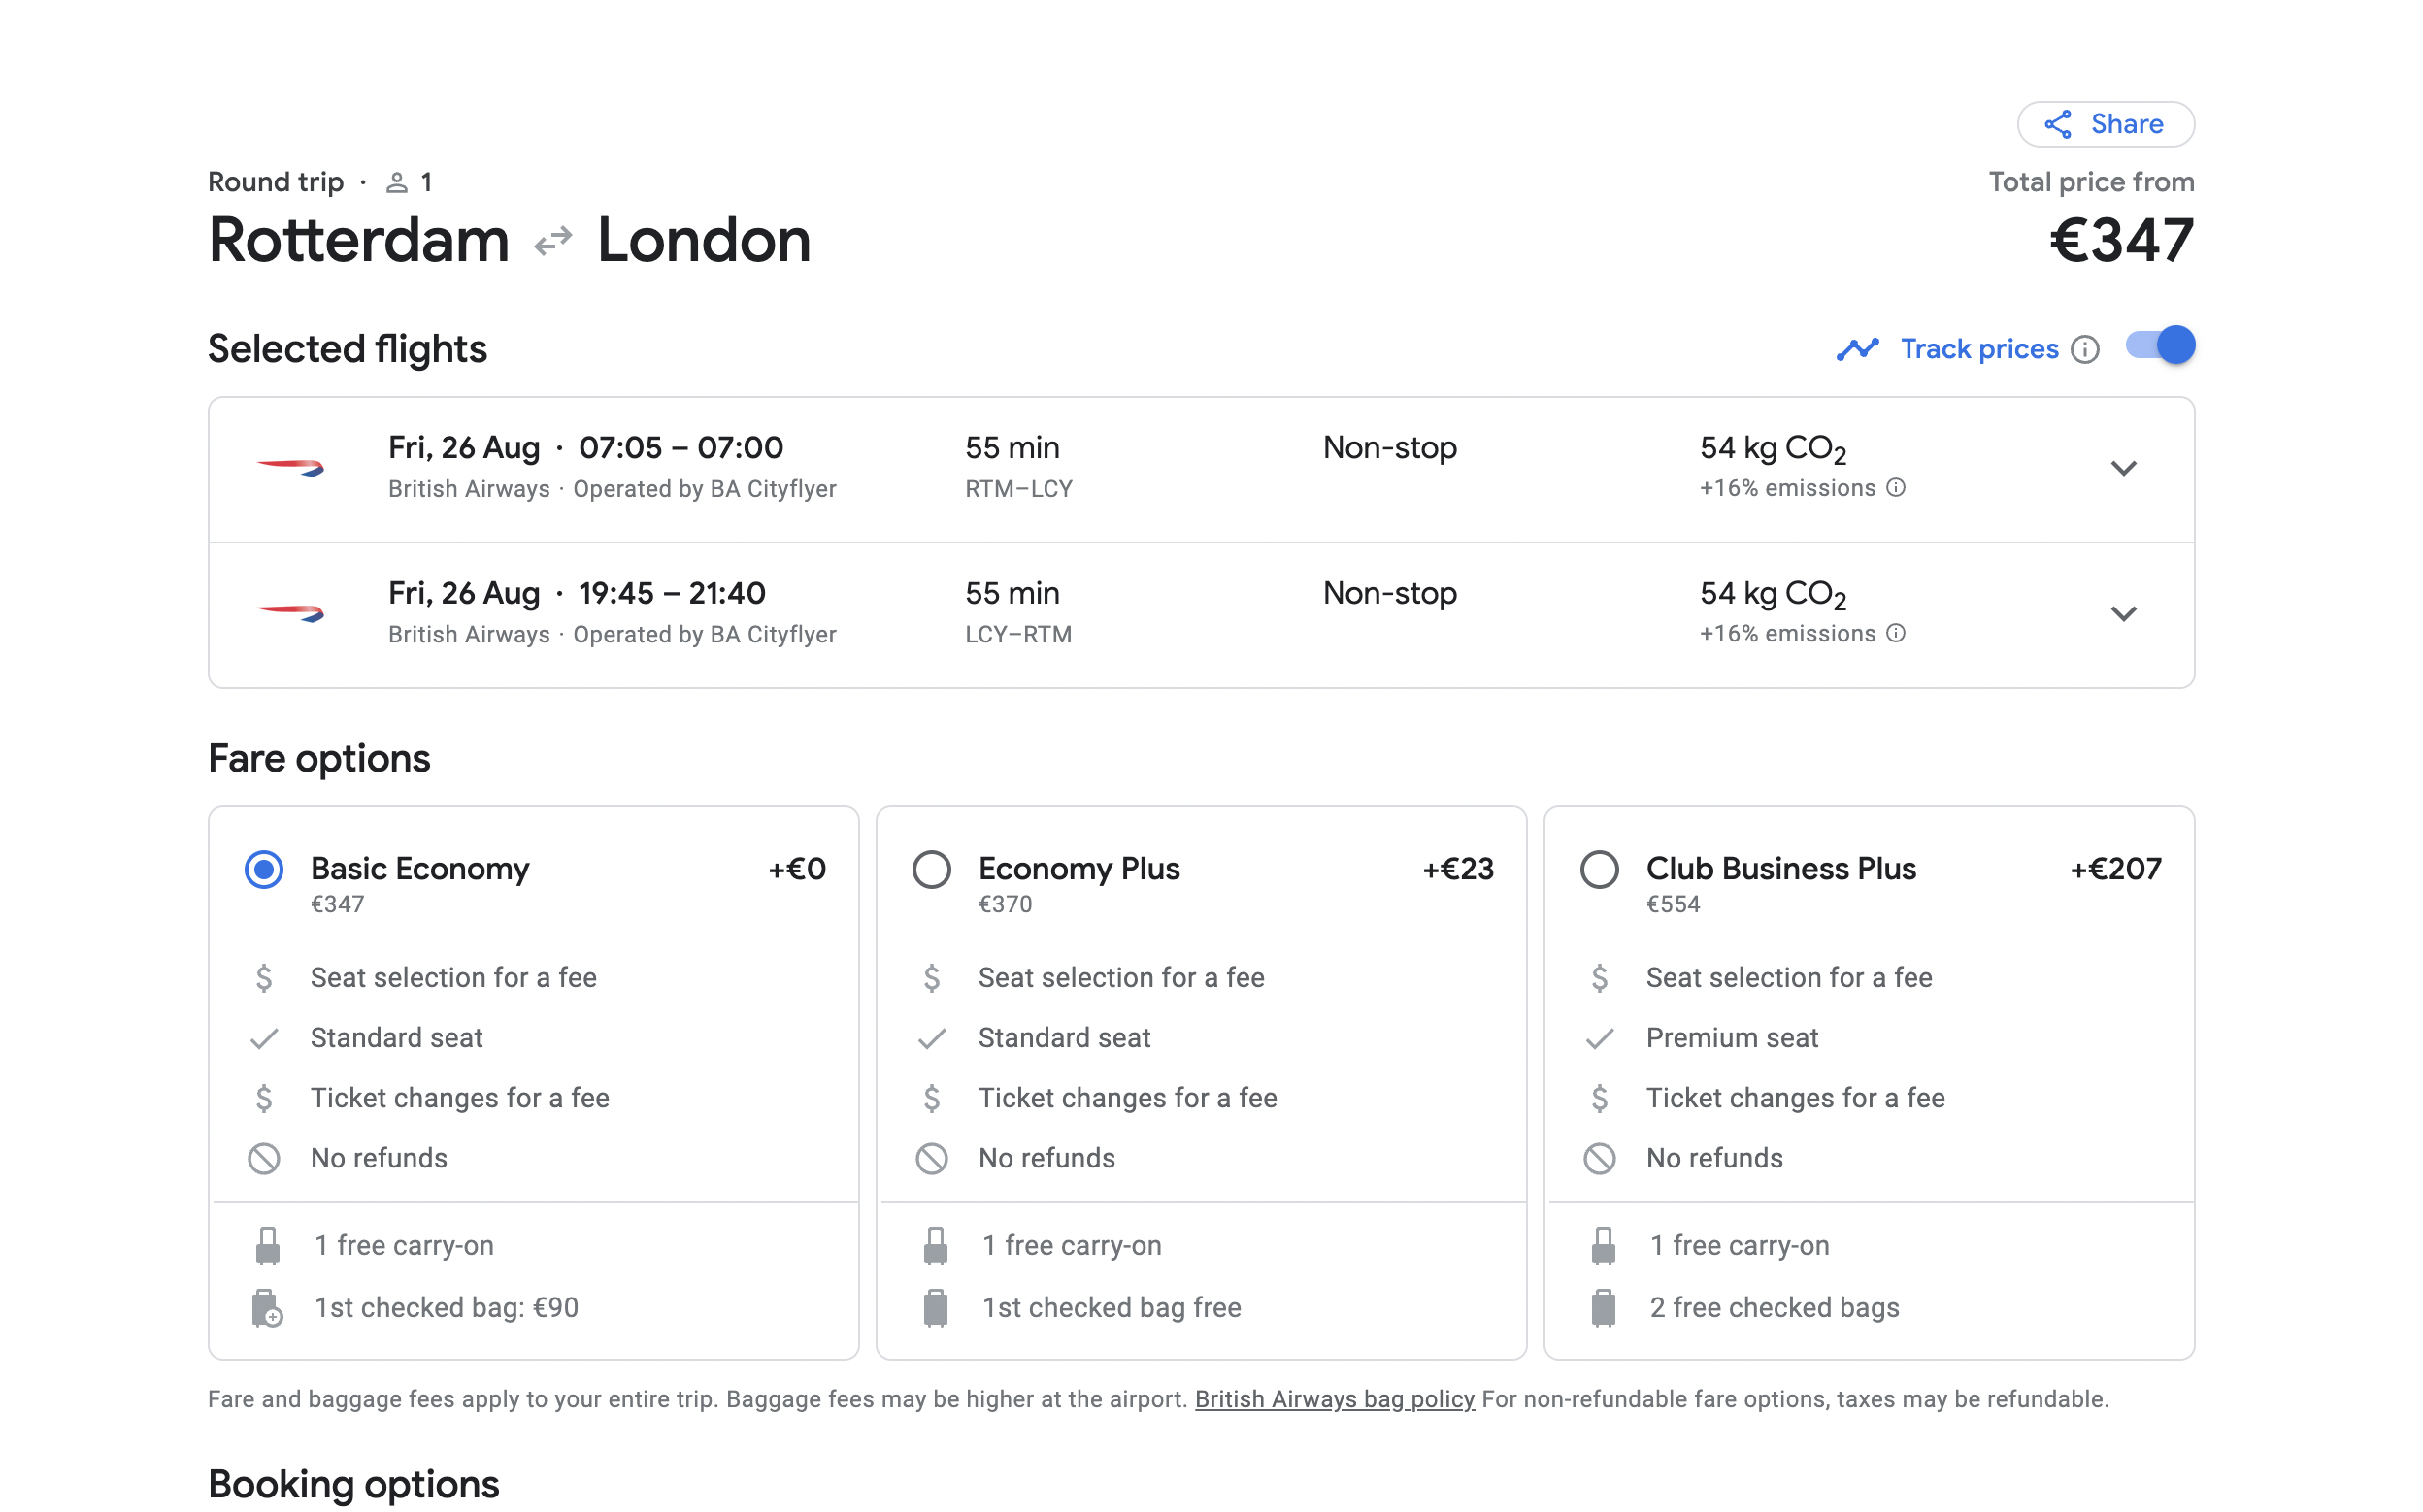 Share
Round trip · 1
Total price from
Rotterdam London
€347
Selected flights
Track prices
Fri, 26 Aug · 07:05 – 07:00
55 min
Non-stop
54 kg CO2
British Airways · Operated by BA Cityflyer
RTM–LCY
+16% emissions
Fri, 26 Aug · 19:45 – 21:40
55 min
Non-stop
54 kg CO2
British Airways · Operated by BA Cityflyer
LCY–RTM
+16% emissions
Fare options
Basic Economy
+€0
€347
$ Seat selection for a fee
Standard seat
$ Ticket changes for a fee
No refunds
1 free carry-on
1st checked bag: €90
Economy Plus
+€23
€370
$ Seat selection for a fee
Standard seat
$ Ticket changes for a fee
No refunds
1 free carry-on
1st checked bag free
Club Business Plus
+€207
€554
$ Seat selection for a fee
Premium seat
$ Ticket changes for a fee
No refunds
1 free carry-on
2 free checked bags
Fare and baggage fees apply to your entire trip. Baggage fees may be higher at the airport. British Airways bag policy For non-refundable fare options, taxes may be refundable.
Booking options